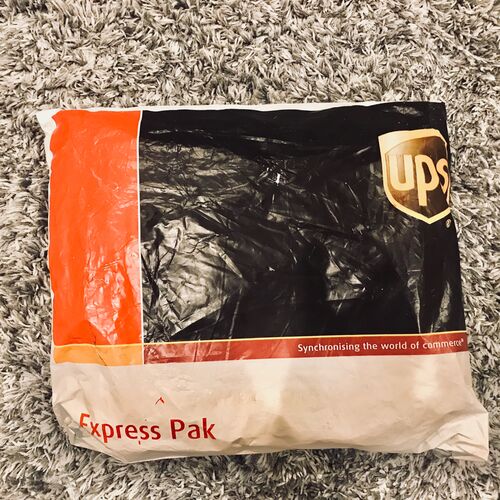 ups
®
Synchronising the world of commerce®
Express Pak